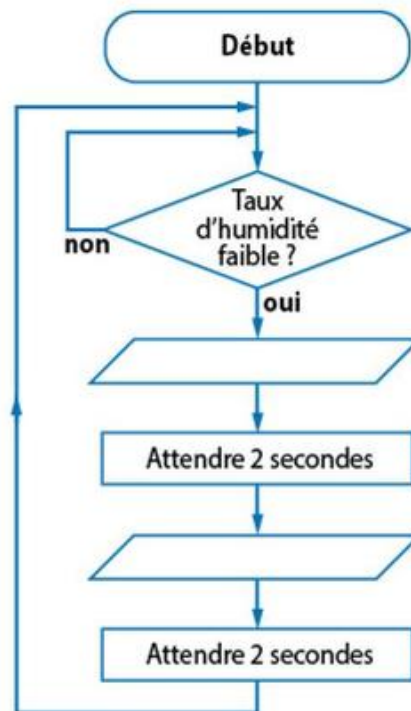 Début
Taux
d'humidité
faible ?
non
oui
Attendre 2 secondes
Attendre 2 secondes